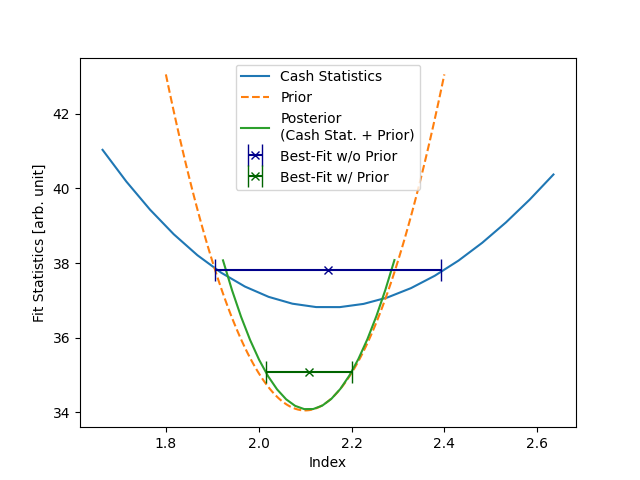 Cash Statistics
Prior
Posterior
(Cash Stat. + Prior)
Best-Fit w/o Prior
Best-Fit w/ Prior
Fit Statistics [arb. unit]
42
40
38
36
34
1.8 2.0 2.2 2.4 2.6
Index